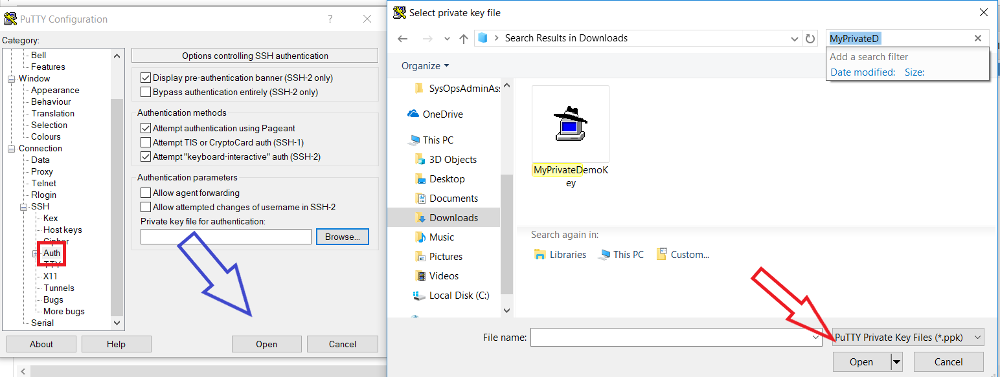 PuTTY Configuration
?
Category:
Bell
Features
Window
Appearance
Behaviour
Translation
Selection
Colours
Connection
Data
Proxy
Telnet
Rlogin
SSH
Kex
Host keys
Cipher
Auth
TTY
X11
Tunnels
Bugs
More bugs
Serial
Options controlling SSH authentication
Display pre-authentication banner (SSH-2 only)
Bypass authentication entirely (SSH-2 only)
Authentication methods
Attempt authentication using Pageant
Attempt TIS or CryptoCard auth (SSH-1)
Attempt "keyboard-interactive" auth (SSH-2)
Authentication parameters
Allow agent forwarding
Allow attempted changes of username in SSH-2
Private key file for authentication:
Browse...
About
Help
Open
Cancel
Select private key file
Search Results in Downloads
MyPrivateD
Add a search filter
Date modified: Size:
Organize
SysOpsAdminAss
OneDrive
This PC
3D Objects
Desktop
Documents
Downloads
Music
Pictures
Videos
Local Disk (C:)
MyPrivateDemoK
ey
Search again in:
Libraries
This PC
Custom...
File name:
PuTTY Private Key Files (*.ppk)
Open
Cancel